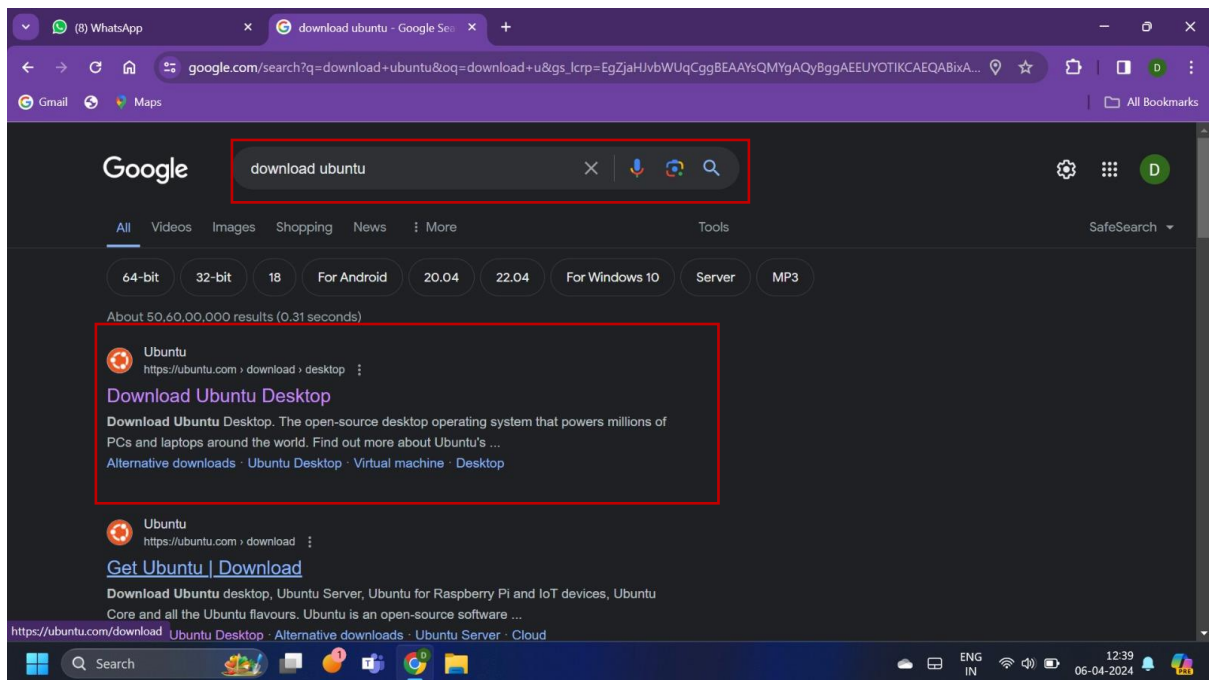 (8) WhatsApp
download ubuntu - Google Sea
google.com/search?q=download+ubuntu&oq=download+u&gs_lcrp=EgZjaHJvbWUqCggBEAAYsQMYgAQyBggAEEUYOTIKCAEQABixA...
D
Gmail
Maps
All Bookmarks
Google
download ubuntu
D
All Videos Images Shopping News More Tools SafeSearch
64-bit 32-bit 18 For Android 20.04 22.04 For Windows 10 Server MP3
About 50,60,00,000 results (0.31 seconds)
Ubuntu
https://ubuntu.com › download › desktop
Download Ubuntu Desktop
Download Ubuntu Desktop. The open-source desktop operating system that powers millions of
PCs and laptops around the world. Find out more about Ubuntu's ...
Alternative downloads · Ubuntu Desktop · Virtual machine · Desktop
Ubuntu
https://ubuntu.com › download
Get Ubuntu | Download
Download Ubuntu desktop, Ubuntu Server, Ubuntu for Raspberry Pi and IoT devices, Ubuntu
Core and all the Ubuntu flavours. Ubuntu is an open-source software ...
https://ubuntu.com/download
Ubuntu Desktop · Alternative downloads · Ubuntu Server · Cloud
Search
1
D
ENG
IN
12:39
06-04-2024
PRE